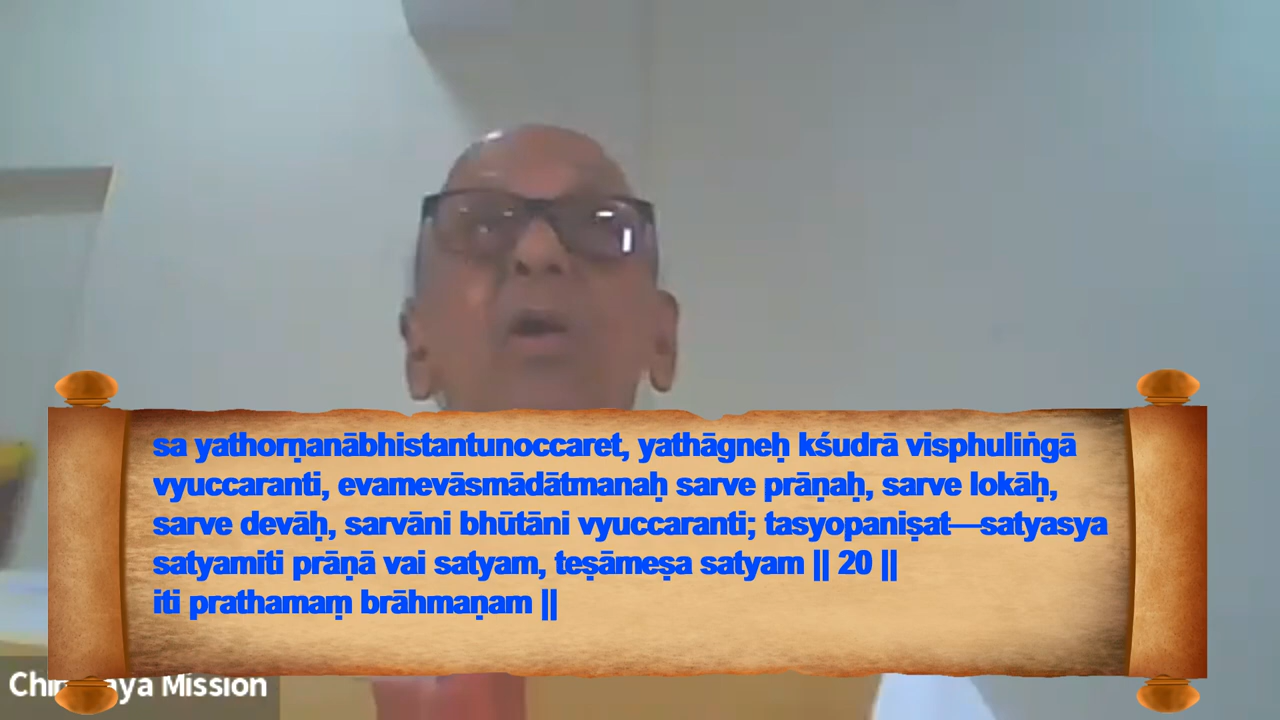 sa yathorṇanābhistantunoccaret, yathāgneḥ kśudrā visphuliṅgā
vyuccaranti, evamevāsmādātmanaḥ sarve prāṇaḥ, sarve lokāḥ,
sarve devāḥ, sarvāni bhūtāni vyuccaranti; tasyopaniṣat—satyasya
satyamiti prāṇā vai satyam, teṣāmeṣa satyam || 20 ||
iti prathamaṃ brāhmaṇam ||
Mission